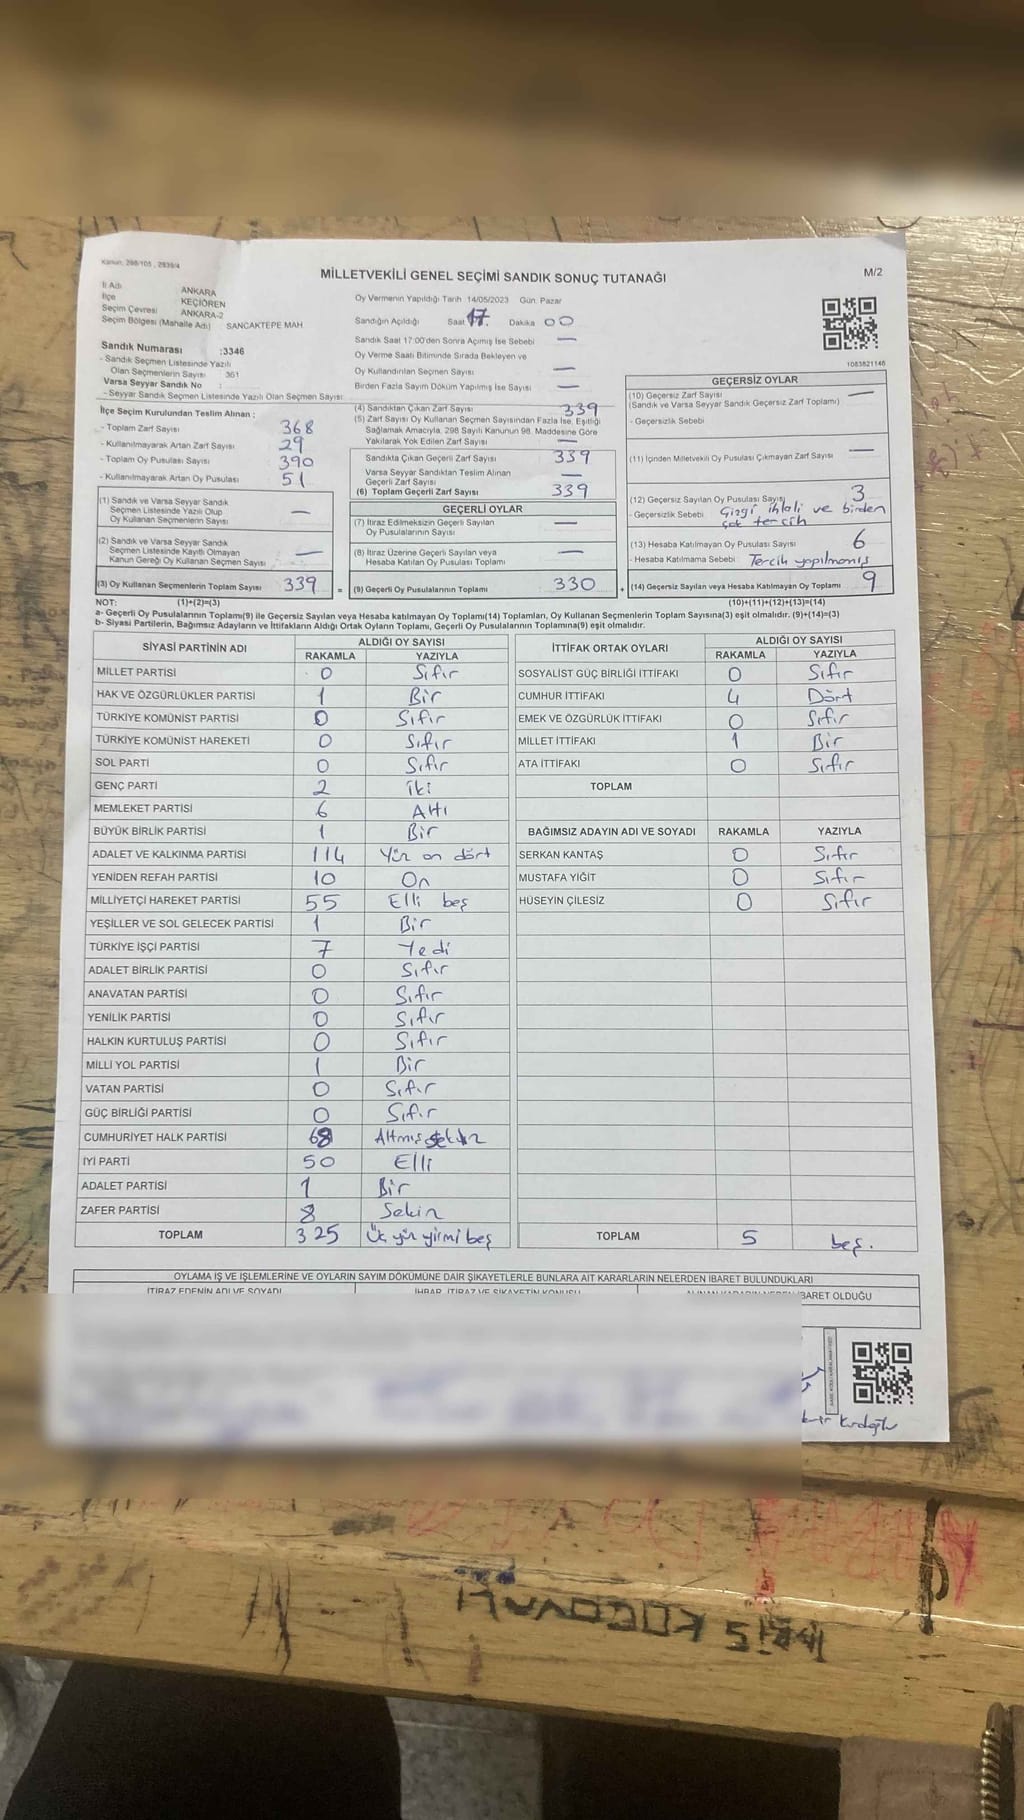 Kanun: 298/105 , 2839/4
MİLLETVEKİLİ GENEL SEÇİMİ SANDIK SONUÇ TUTANAĞI
M/2
İl Adı ANKARA
İlçe KEÇİÖREN
Seçim Çevresi ANKARA-2
Seçim Bölgesi (Mahalle Adı) SANCAKTEPE MAH.
Oy Vermenin Yapıldığı Tarih 14/05/2023 Gün: Pazar
Sandığın Açıldığı Saat 17. Dakika 00
Sandık Saat 17:00'den Sonra Açımış İse Sebebi —
Oy Verme Saati Bitiminde Sırada Bekleyen ve
Oy Kullandırılan Seçmen Sayısı —
Birden Fazla Sayım Döküm Yapılmış İse Sayısı —
1083821146
Sandık Numarası :3346
- Sandık Seçmen Listesinde Yazılı
Olan Seçmenlerin Sayısı 361
Varsa Seyyar Sandık No :
- Seyyar Sandık Seçmen Listesinde Yazılı Olan Seçmen Sayısı:
İlçe Seçim Kurulundan Teslim Alınan :
- Toplam Zarf Sayısı 368
- Kullanılmayarak Artan Zarf Sayısı 29
- Toplam Oy Pusulası Sayısı 390
- Kullanılmayarak Artan Oy Pusulası 51
(1) Sandık ve Varsa Seyyar Sandık
Seçmen Listesinde Yazılı Olup
Oy Kullanan Seçmenlerin Sayısı —
(2) Sandık ve Varsa Seyyar Sandık
Seçmen Listesinde Kayıtlı Olmayan
Kanun Gereği Oy Kullanan Seçmen Sayısı —
(3) Oy Kullanan Seçmenlerin Toplam Sayısı 339 =
(4) Sandıktan Çıkan Zarf Sayısı 339
(5) Zarf Sayısı Oy Kullanan Seçmen Sayısından Fazla İse, Eşitliği
Sağlamak Amacıyla, 298 Sayılı Kanunun 98. Maddesine Göre
Yakılarak Yok Edilen Zarf Sayısı —
Sandıkta Çıkan Geçerli Zarf Sayısı 339
Varsa Seyyar Sandıktan Teslim Alınan
Geçerli Zarf Sayısı —
(6) Toplam Geçerli Zarf Sayısı 339
GEÇERLİ OYLAR
(7) İtiraz Edilmeksizin Geçerli Sayılan
Oy Pusulalarının Sayısı —
(8) İtiraz Üzerine Geçerli Sayılan veya
Hesaba Katılan Oy Pusulası Toplamı —
(9) Geçerli Oy Pusulalarının Toplamı 330 +
GEÇERSİZ OYLAR
(10) Geçersiz Zarf Sayısı —
(Sandık ve Varsa Seyyar Sandık Geçersiz Zarf Toplamı)
- Geçersizlik Sebebi
(11) İçinden Milletvekili Oy Pusulası Çıkmayan Zarf Sayısı —
(12) Geçersiz Sayılan Oy Pusulası Sayısı 3
- Geçersizlik Sebebi Çizgi ihlali ve birden
çok tercih
(13) Hesaba Katılmayan Oy Pusulası Sayısı 6
- Hesaba Katılmama Sebebi Tercih yapılmamış
(14) Geçersiz Sayılan veya Hesaba Katılmayan Oy Toplamı 9
NOT: (1)+(2)=(3) (10)+(11)+(12)+(13)=(14)
a- Geçerli Oy Pusulalarının Toplamı(9) ile Geçersiz Sayılan veya Hesaba katılmayan Oy Toplamı(14) Toplamları, Oy Kullanan Seçmenlerin Toplam Sayısına(3) eşit olmalıdır. (9)+(14)=(3)
b- Siyasi Partilerin, Bağımsız Adayların ve İttifakların Aldığı Ortak Oyların Toplamı, Geçerli Oy Pusulalarının Toplamına(9) eşit olmalıdır.
SİYASİ PARTİNİN ADI ALDIĞI OY SAYISI
RAKAMLA YAZIYLA
MİLLET PARTİSİ 0 Sıfır
HAK VE ÖZGÜRLÜKLER PARTİSİ 1 Bir
TÜRKİYE KOMÜNİST PARTİSİ 0 Sıfır
TÜRKİYE KOMÜNİST HAREKETİ 0 Sıfır
SOL PARTİ 0 Sıfır
GENÇ PARTİ 2 İki
MEMLEKET PARTİSİ 6 Altı
BÜYÜK BİRLİK PARTİSİ 1 Bir
ADALET VE KALKINMA PARTİSİ 114 Yüz on dört
YENİDEN REFAH PARTİSİ 10 On
MİLLİYETÇİ HAREKET PARTİSİ 55 Elli beş
YEŞİLLER VE SOL GELECEK PARTİSİ 1 Bir
TÜRKİYE İŞÇİ PARTİSİ 7 Yedi
ADALET BİRLİK PARTİSİ 0 Sıfır
ANAVATAN PARTİSİ 0 Sıfır
YENİLİK PARTİSİ 0 Sıfır
HALKIN KURTULUŞ PARTİSİ 0 Sıfır
MİLLİ YOL PARTİSİ 1 Bir
VATAN PARTİSİ 0 Sıfır
GÜÇ BİRLİĞİ PARTİSİ 0 Sıfır
CUMHURİYET HALK PARTİSİ 68 Altmış sekiz
İYİ PARTİ 50 Elli
ADALET PARTİSİ 1 Bir
ZAFER PARTİSİ 8 Sekiz
TOPLAM 325 Üç yüz yirmi beş
İTTİFAK ORTAK OYLARI ALDIĞI OY SAYISI
RAKAMLA YAZIYLA
SOSYALİST GÜÇ BİRLİĞİ İTTİFAKI 0 Sıfır
CUMHUR İTTİFAKI 4 Dört
EMEK VE ÖZGÜRLÜK İTTİFAKI 0 Sıfır
MİLLET İTTİFAKI 1 Bir
ATA İTTİFAKI 0 Sıfır
TOPLAM
BAĞIMSIZ ADAYIN ADI VE SOYADI RAKAMLA YAZIYLA
SERKAN KANTAŞ 0 Sıfır
MUSTAFA YİĞİT 0 Sıfır
HÜSEYİN ÇİLESİZ 0 Sıfır
TOPLAM 5 beş.
OYLAMA İŞ VE İŞLEMLERİNE VE OYLARIN SAYIM DÖKÜMÜNE DAİR ŞİKAYETLERLE BUNLARA AİT KARARLARIN NELERDEN İBARET BULUNDUKLARI
İTİRAZ EDENİN ADI VE SOYADI İHBAR, İTİRAZ VE ŞİKAYETİN KONUSU BARET OLDUĞU